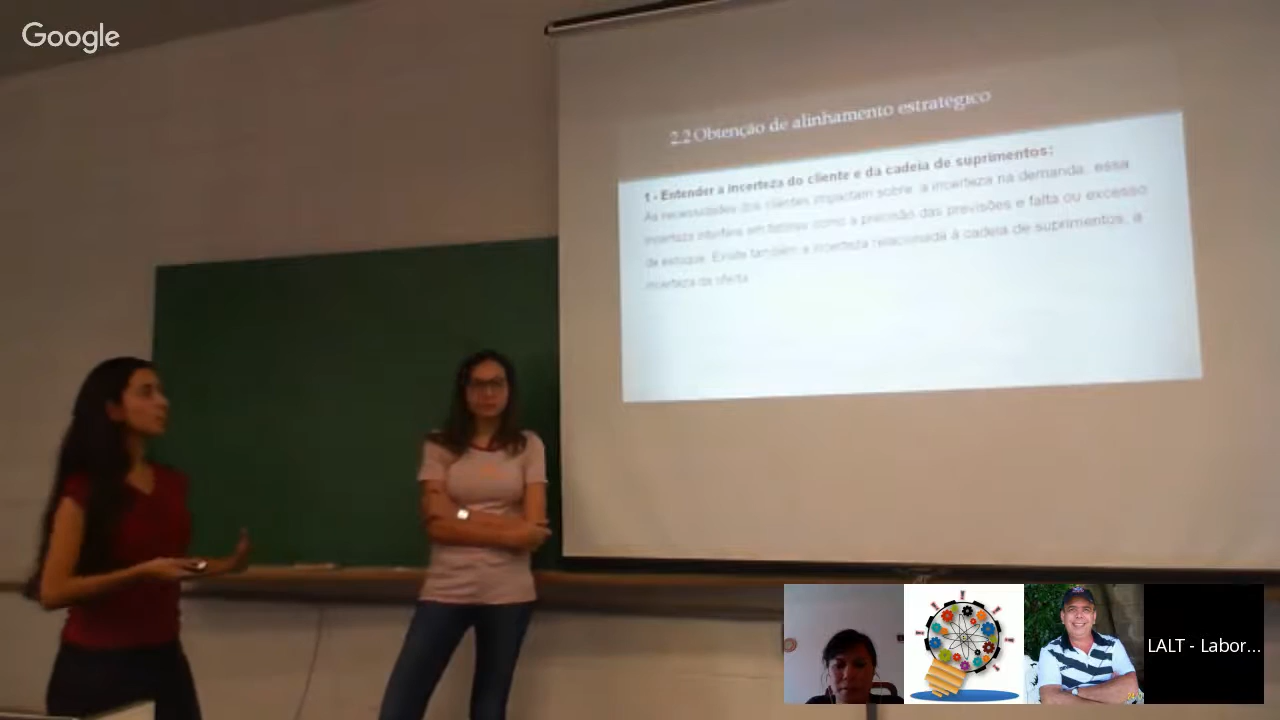 Google
2.2 Obtenção de alinhamento estratégico
1 - Entender a incerteza do cliente e da cadeia de suprimentos:
As necessidades dos clientes impactam sobre a incerteza na demanda, essa
incerteza interfere em fatores como a precisão das previsões e falta ou excesso
de estoque. Existe também a incerteza relacionada à cadeia de suprimentos, a
incerteza da oferta
LALT - Labor...